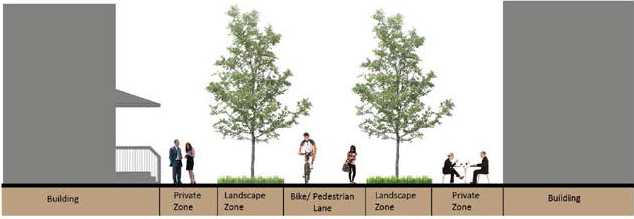 Building
Private
Zone
Landscape
Zone
Bike/ Pedestrian
Lane
Landscape
Zone
Private
Zone
Building